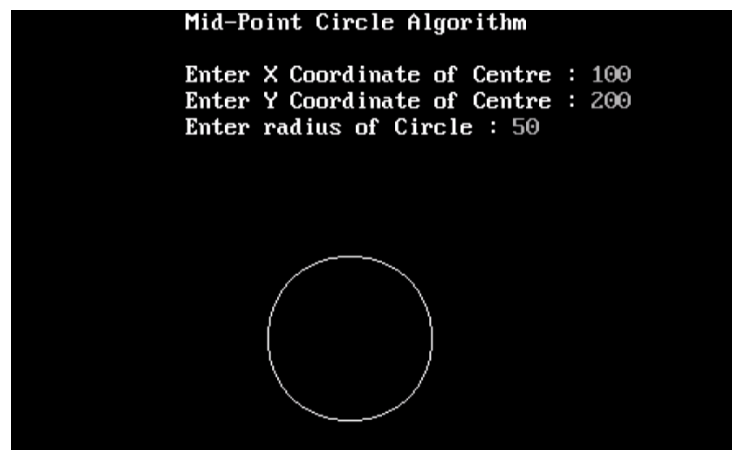 Mid-Point Circle Algorithm
Enter X Coordinate of Centre : 100
Enter Y Coordinate of Centre : 200
Enter radius of Circle : 50